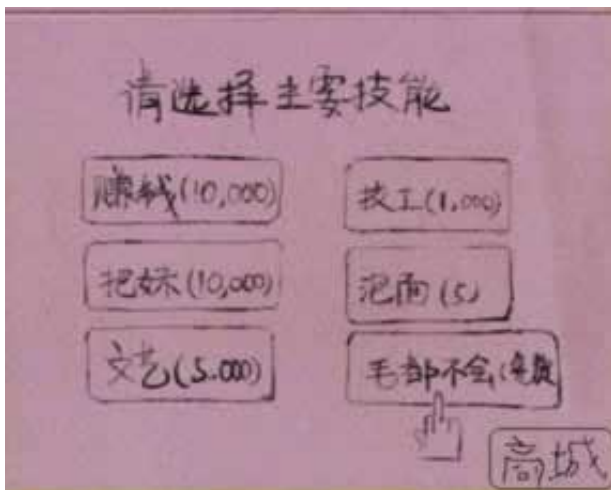 请选择主要技能
赚钱(10,000)
技工(1,000)
把妹(10,000)
泡面(5)
文艺(5.000)
毛都不会(免费
商城